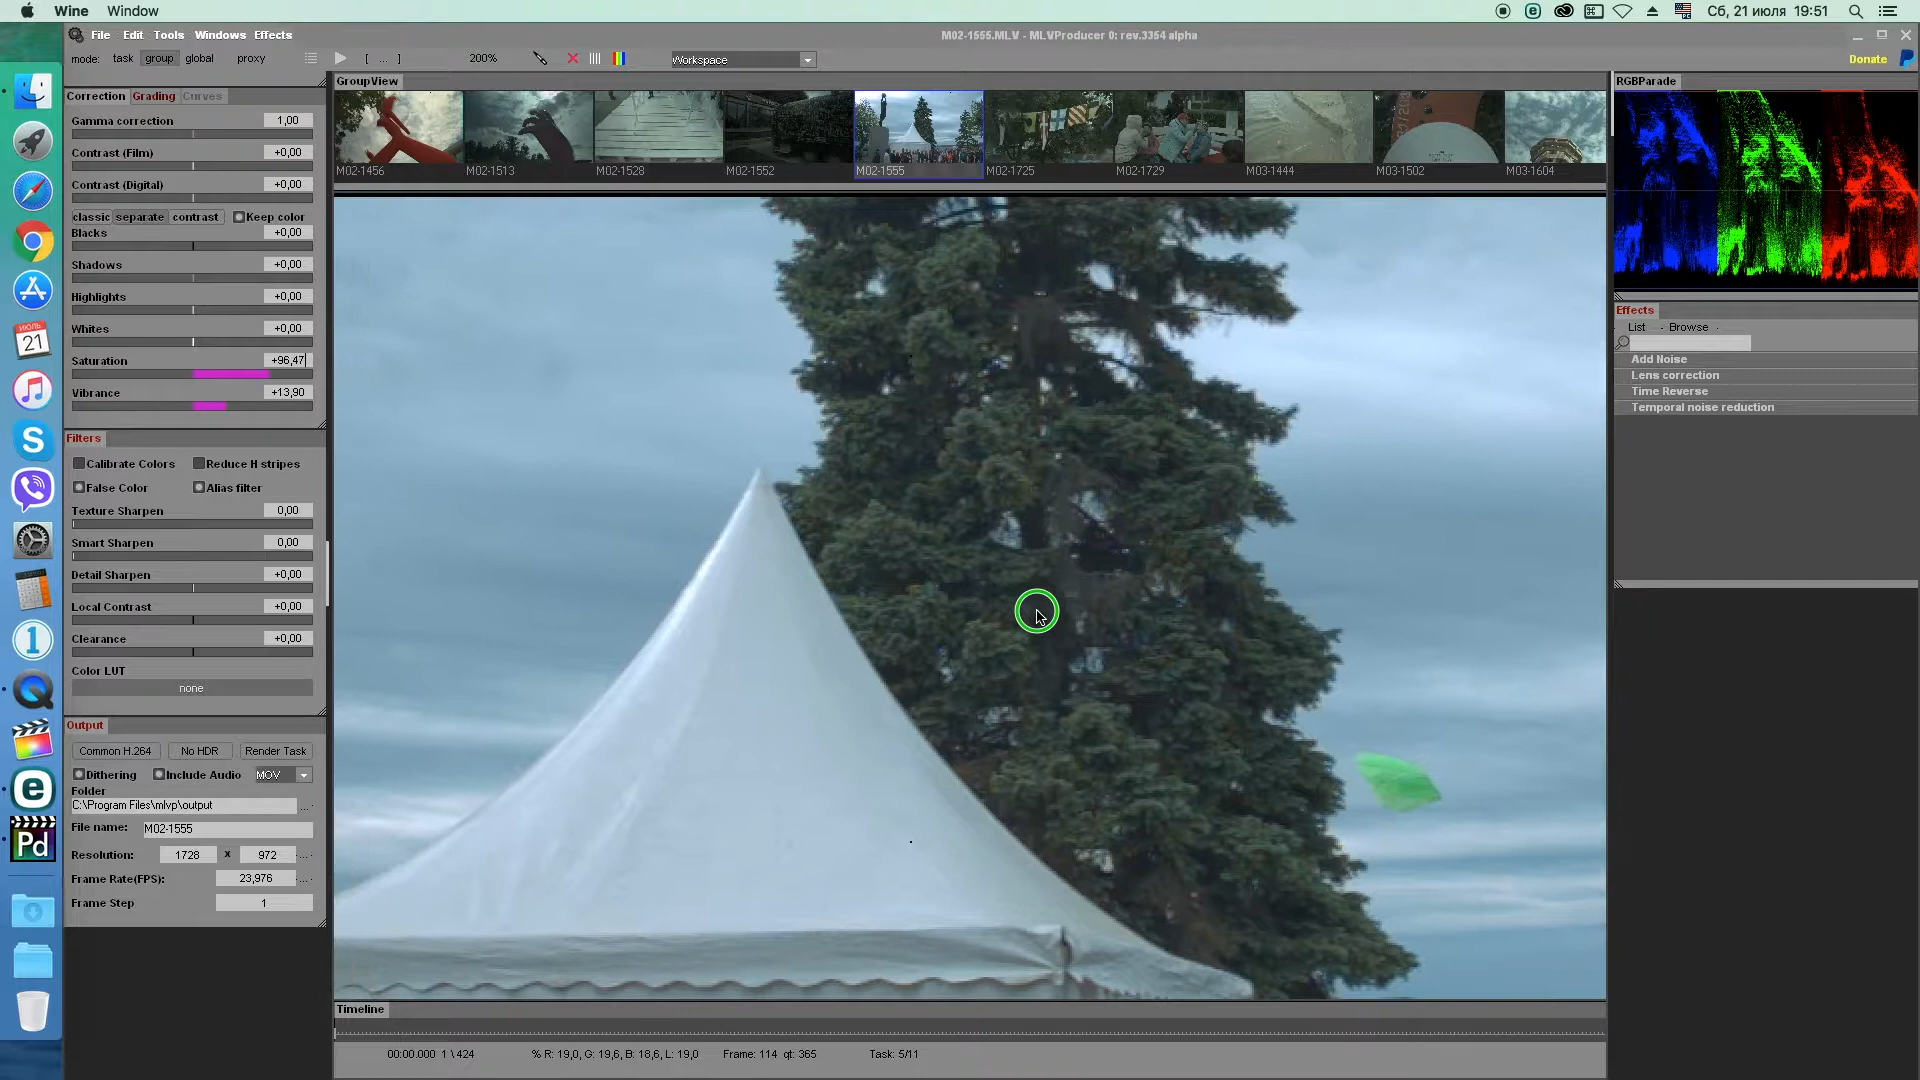 Wine Window
Сб, 21 июля 19:51
File Edit Tools Windows Effects
M02-1555.MLV - MLVProducer 0: rev.3354 alpha
mode: task group global proxy
[ ... ]
200%
Workspace
Donate
Correction Grading Curves
Gamma correction 1,00
Contrast (Film) +0,00
Contrast (Digital) +0,00
classic separate contrast Keep color
Blacks +0,00
Shadows +0,00
Highlights +0,00
Whites +0,00
Saturation +96,47
Vibrance +13,90
Filters
Calibrate Colors Reduce H stripes
False Color Alias filter
Texture Sharpen 0,00
Smart Sharpen 0,00
Detail Sharpen +0,00
Local Contrast +0,00
Clearance +0,00
Color LUT
none
Output
Common H.264 No HDR Render Task
Dithering Include Audio MOV
Folder
C:\Program Files\mlvp\output ...
File name: M02-1555
Resolution: 1728 x 972 ...
Frame Rate(FPS): 23,976 ...
Frame Step 1
GroupView
M02-1456 M02-1513 M02-1528 M02-1552 M02-1555 M02-1725 M02-1729 M03-1444 M03-1502 M03-1604
Timeline
00:00.000 1 \ 424 % R: 19,0, G: 19,6, B: 18,6, L: 19,0 Frame: 114 qt: 365 Task: 5/11
RGBParade
Effects
List Browse
Add Noise
Lens correction
Time Reverse
Temporal noise reduction
ИЮЛЬ
21
S
1
e
Pd